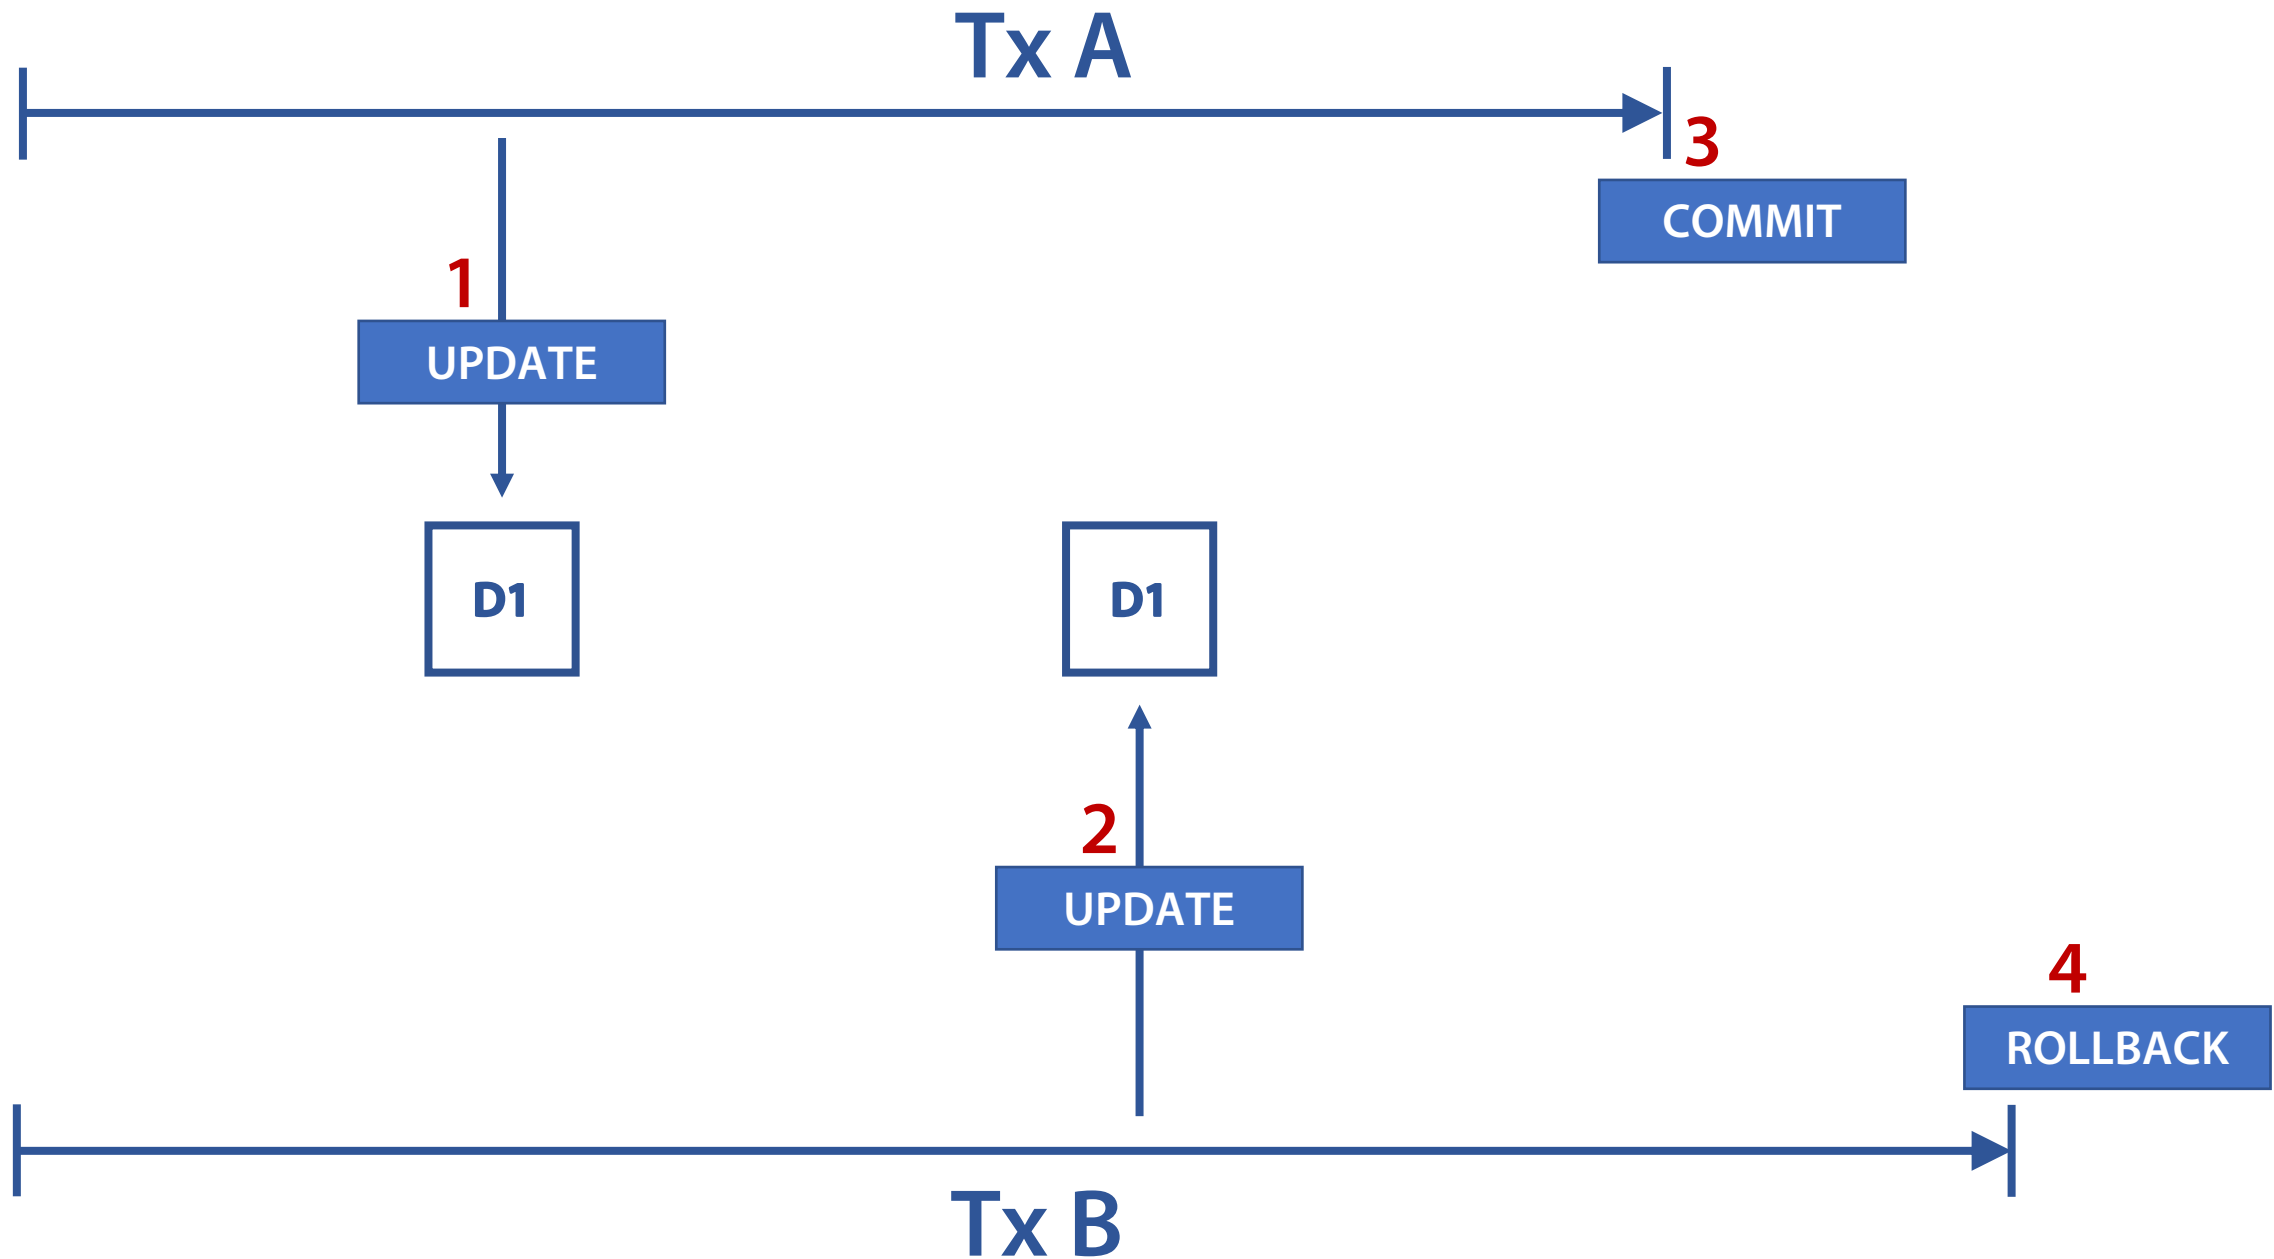 Tx A
3
COMMIT
1
UPDATE
D1
D1
2
UPDATE
4
ROLLBACK
Tx B